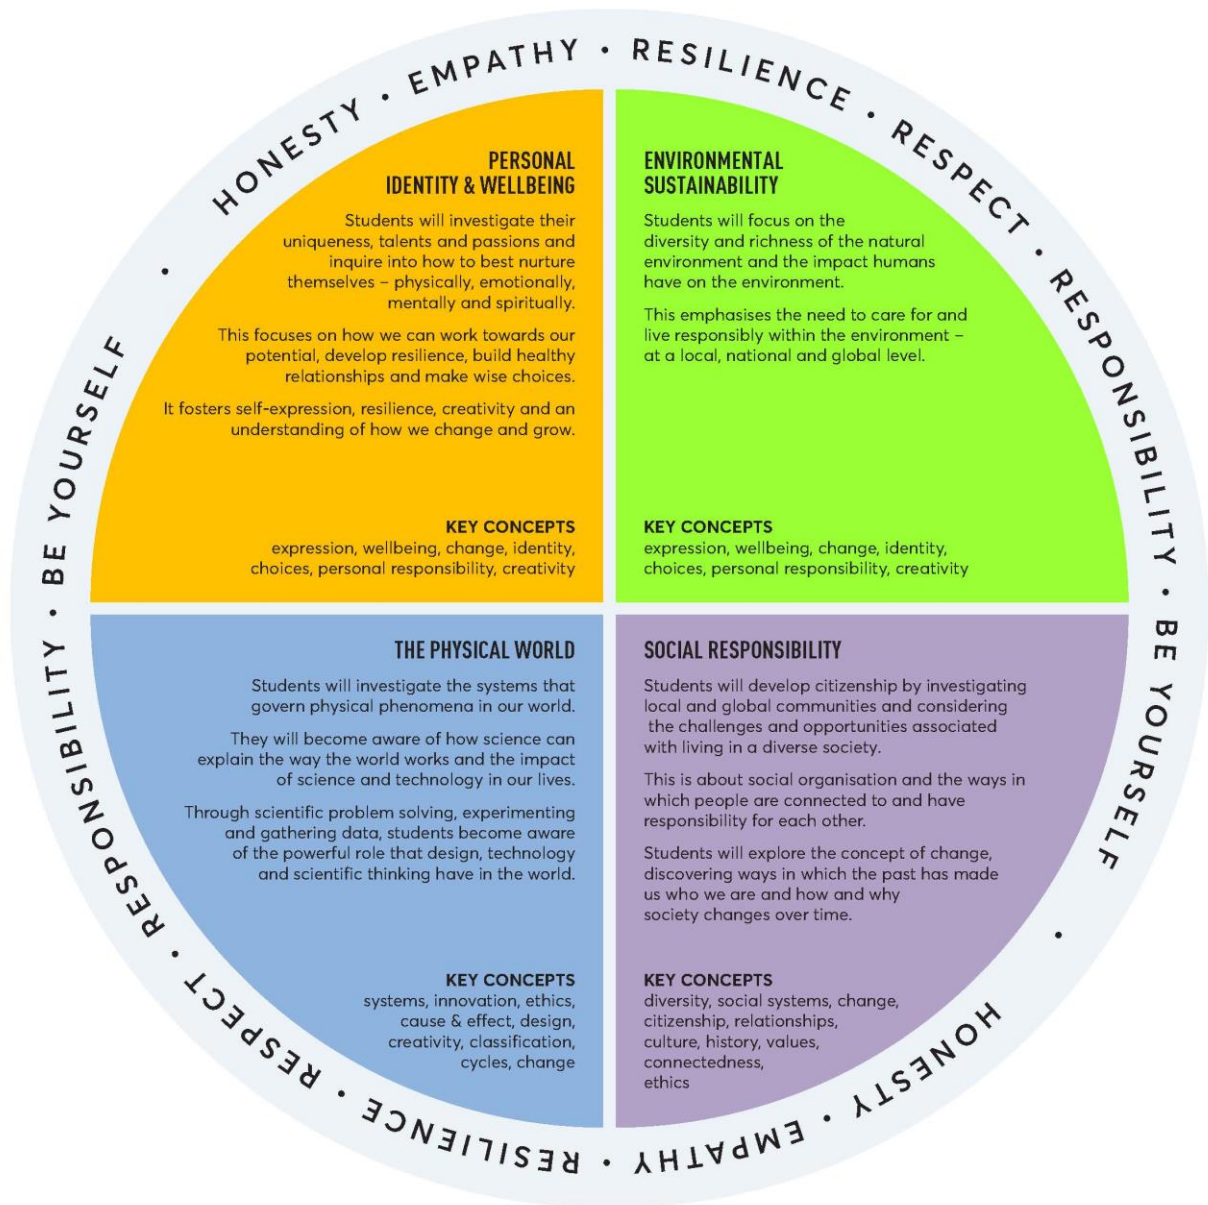 HONESTY · EMPATHY · RESILIENCE · RESPECT · RESPONSIBILITY · BE YOURSELF ·
HONESTY · EMPATHY · RESILIENCE · RESPECT · RESPONSIBILITY · BE YOURSELF ·
PERSONAL
IDENTITY & WELLBEING
Students will investigate their
uniqueness, talents and passions and
inquire into how to best nurture
themselves – physically, emotionally,
mentally and spiritually.
This focuses on how we can work towards our
potential, develop resilience, build healthy
relationships and make wise choices.
It fosters self-expression, resilience, creativity and an
understanding of how we change and grow.
KEY CONCEPTS
expression, wellbeing, change, identity,
choices, personal responsibility, creativity
ENVIRONMENTAL
SUSTAINABILITY
Students will focus on the
diversity and richness of the natural
environment and the impact humans
have on the environment.
This emphasises the need to care for and
live responsibly within the environment –
at a local, national and global level.
KEY CONCEPTS
expression, wellbeing, change, identity,
choices, personal responsibility, creativity
THE PHYSICAL WORLD
Students will investigate the systems that
govern physical phenomena in our world.
They will become aware of how science can
explain the way the world works and the impact
of science and technology in our lives.
Through scientific problem solving, experimenting
and gathering data, students become aware
of the powerful role that design, technology
and scientific thinking have in the world.
KEY CONCEPTS
systems, innovation, ethics,
cause & effect, design,
creativity, classification,
cycles, change
SOCIAL RESPONSIBILITY
Students will develop citizenship by investigating
local and global communities and considering
the challenges and opportunities associated
with living in a diverse society.
This is about social organisation and the ways in
which people are connected to and have
responsibility for each other.
Students will explore the concept of change,
discovering ways in which the past has made
us who we are and how and why
society changes over time.
KEY CONCEPTS
diversity, social systems, change,
citizenship, relationships,
culture, history, values,
connectedness,
ethics